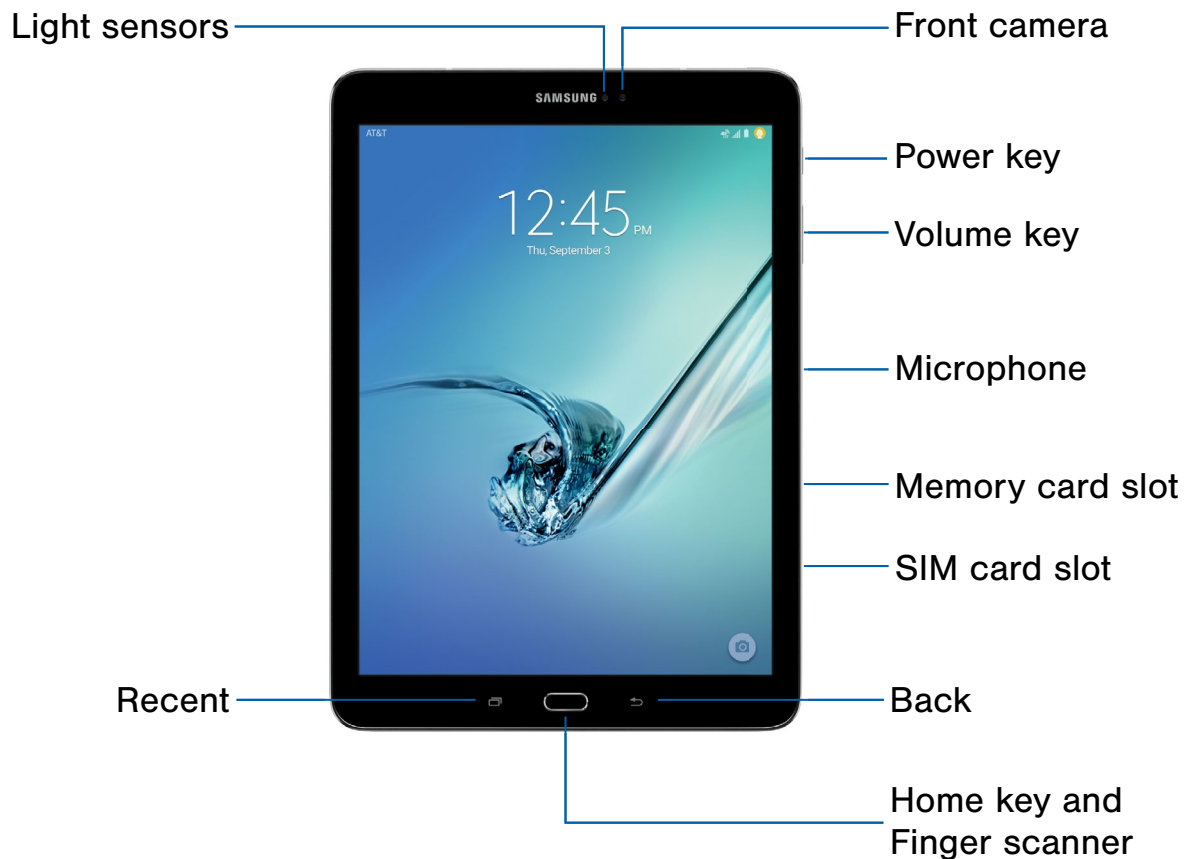 Light sensors
Front camera
SAMSUNG
AT&T
Power key
12:45 PM
Volume key
Thu, September 3
Microphone
Memory card slot
SIM card slot
Recent
Back
Home key and
Finger scanner